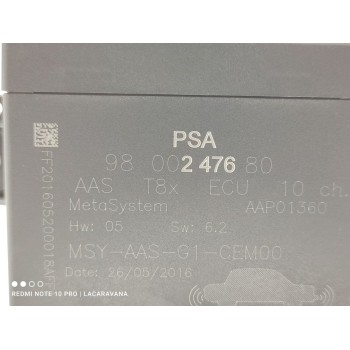 PSA
98 002 476 80
AAS T8x ECU 10 ch.
MetaSystem AAP01360
Hw: 05 Sw: 6.2
MSY-AAS-G1-CEM00
Date: 26/05/2016
REDMI NOTE 10 PRO | LACARAVANA